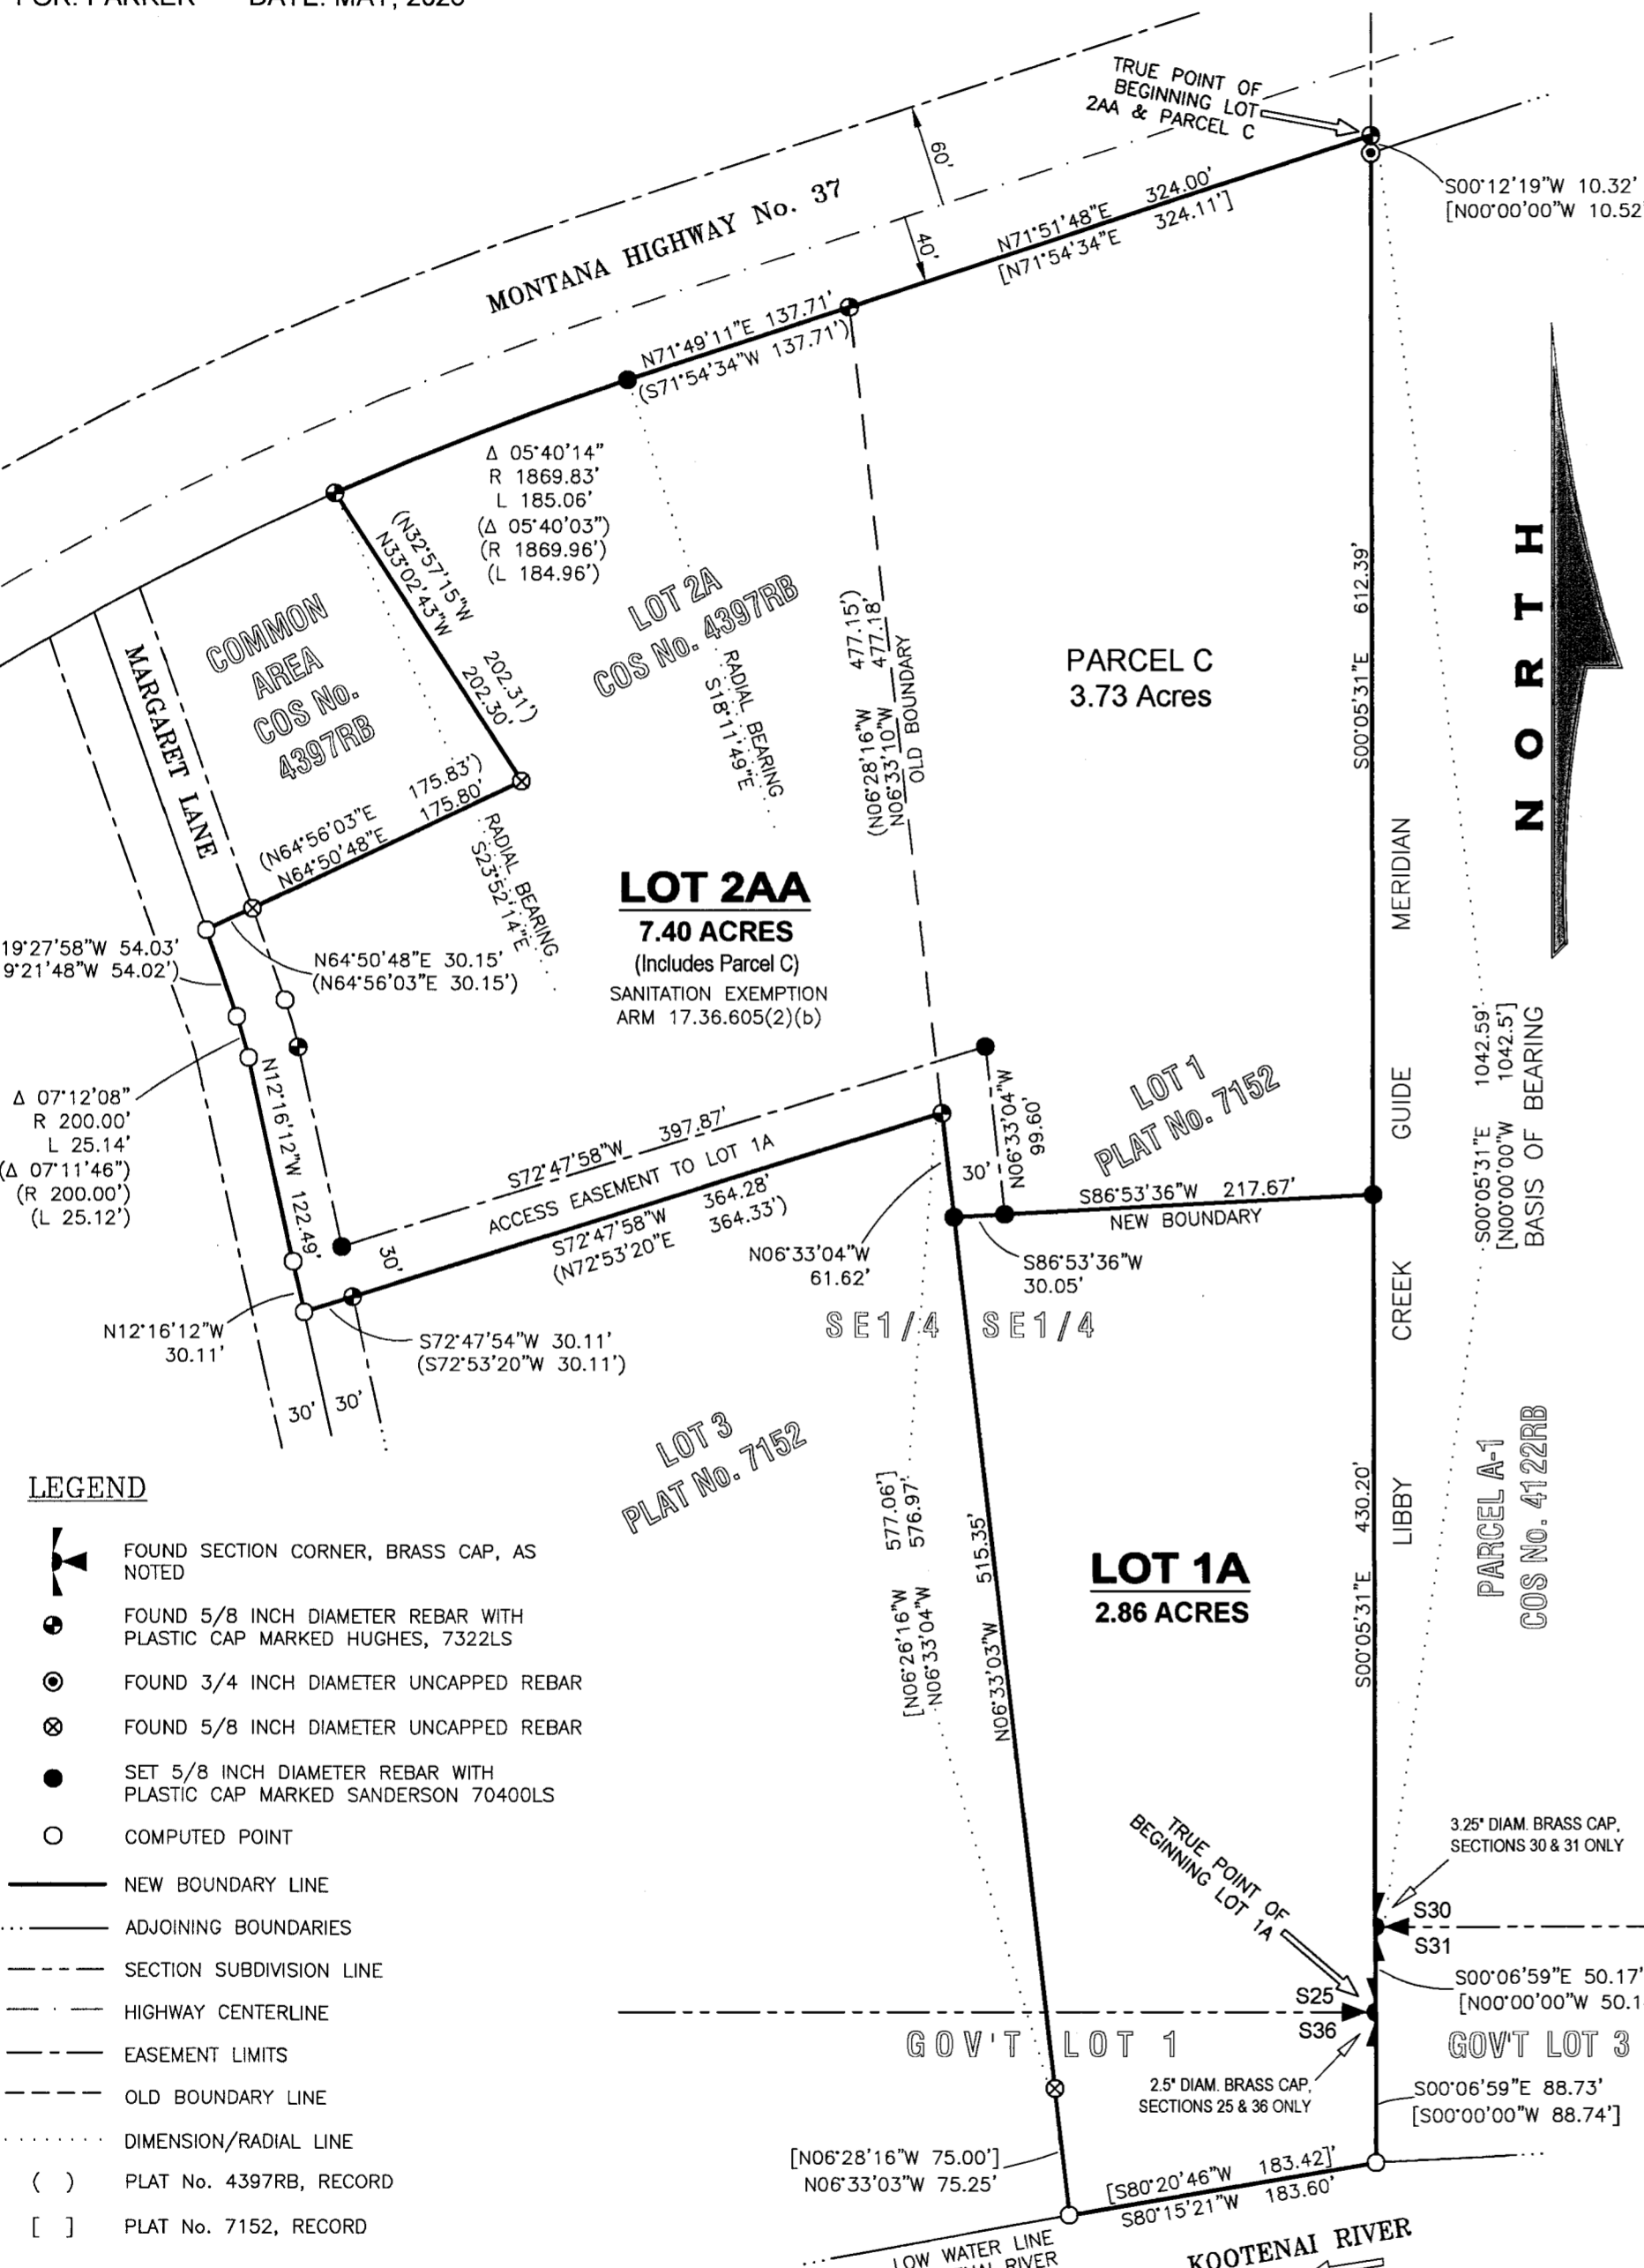 TRUE POINT OF
BEGINNING LOT
2AA & PARCEL C
S00°12'19"W 10.32'
[N00°00'00"W 10.52'
60'
40'
MONTANA HIGHWAY No. 37
N71°51'48"E 324.00'
[N71°54'34"E 324.11']
N71°49'11"E 137.71'
(S71°54'34"W 137.71')
Δ 05°40'14"
R 1869.83'
L 185.06'
(Δ 05°40'03")
(R 1869.96')
(L 184.96')
(N32°57'15"W 202.31')
N33°02'43"W 202.30'
COMMON
AREA
COS No.
4397RB
LOT 2A
COS No. 4397RB
RADIAL BEARING
S18°11'49"E
(N06°28'16"W 477.15')
N06°33'10"W 477.18'
OLD BOUNDARY
PARCEL C
3.73 Acres
S00°05'31"E 612.39'
NORTH
MARGARET LANE
(N64°56'03"E 175.83')
N64°50'48"E 175.80'
RADIAL BEARING
S23°52'14"E
LOT 2AA
7.40 ACRES
(Includes Parcel C)
SANITATION EXEMPTION
ARM 17.36.605(2)(b)
19°27'58"W 54.03'
9°21'48"W 54.02')
N64°50'48"E 30.15'
(N64°56'03"E 30.15')
Δ 07°12'08"
R 200.00'
L 25.14'
(Δ 07°11'46")
(R 200.00')
(L 25.12')
N12°16'12"W 122.49'
S72°47'58"W 397.87'
ACCESS EASEMENT TO LOT 1A
S72°47'58"W 364.28'
(N72°53'20"E 364.33')
30'
N06°33'04"W
99.60'
30'
LOT 1
PLAT No. 7152
S86°53'36"W 217.67'
NEW BOUNDARY
N06°33'04"W
61.62'
S86°53'36"W
30.05'
MERIDIAN
GUIDE
CREEK
LIBBY
S00°05'31"E 1042.59'
[N00°00'00"W 1042.5']
BASIS OF BEARING
N12°16'12"W
30.11'
S72°47'54"W 30.11'
(S72°53'20"W 30.11')
30'
30'
SE1/4 SE1/4
LOT 3
PLAT No. 7152
[N06°26'16"W 577.06']
N06°33'04"W 576.97'
N06°33'03"W 515.35'
LOT 1A
2.86 ACRES
S00°05'31"E 430.20'
PARCEL A-1
COS No. 4122RB
LEGEND
FOUND SECTION CORNER, BRASS CAP, AS
NOTED
FOUND 5/8 INCH DIAMETER REBAR WITH
PLASTIC CAP MARKED HUGHES, 7322LS
FOUND 3/4 INCH DIAMETER UNCAPPED REBAR
FOUND 5/8 INCH DIAMETER UNCAPPED REBAR
SET 5/8 INCH DIAMETER REBAR WITH
PLASTIC CAP MARKED SANDERSON 70400LS
COMPUTED POINT
NEW BOUNDARY LINE
ADJOINING BOUNDARIES
SECTION SUBDIVISION LINE
HIGHWAY CENTERLINE
EASEMENT LIMITS
OLD BOUNDARY LINE
DIMENSION/RADIAL LINE
( ) PLAT No. 4397RB, RECORD
[ ] PLAT No. 7152, RECORD
TRUE POINT OF
BEGINNING LOT 1A
3.25" DIAM. BRASS CAP,
SECTIONS 30 & 31 ONLY
S30
S31
S00°06'59"E 50.17'
[N00°00'00"W 50.1
S25
S36
GOV'T LOT 1
GOV'T LOT 3
2.5" DIAM. BRASS CAP,
SECTIONS 25 & 36 ONLY
S00°06'59"E 88.73'
[S00°00'00"W 88.74']
[N06°28'16"W 75.00']
N06°33'03"W 75.25'
[S80°20'46"W 183.42]'
S80°15'21"W 183.60'
LOW WATER LINE
RIVER
KOOTENAI RIVER